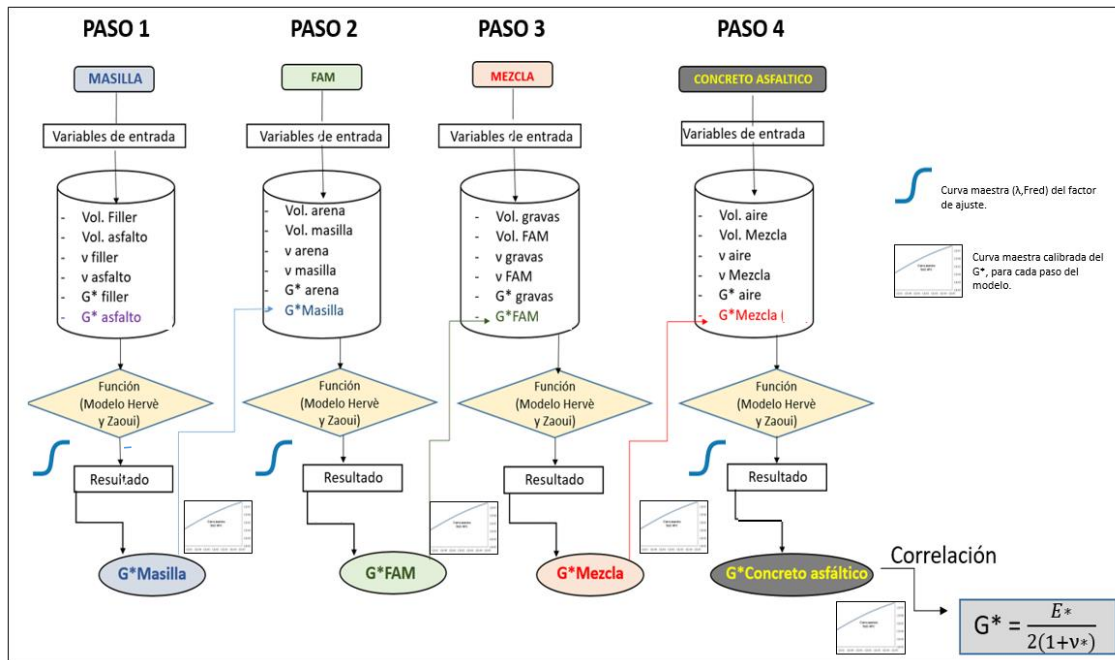 PASO 1
PASO 2
PASO 3
PASO 4
MASILLA
FAM
MEZCLA
CONCRETO ASFALTICO
Variables de entrada
Variables de entrada
Variables de entrada
Variables de entrada
- Vol. Filler
- Vol. asfalto
- ν filler
- ν asfalto
- G* filler
- G* asfalto
- Vol. arena
- Vol. masilla
- ν arena
- ν masilla
- G* arena
- G*Masilla
- Vol. gravas
- Vol. FAM
- ν gravas
- ν FAM
- G* gravas
- G*FAM
- Vol. aire
- Vol. Mezcla
- ν aire
- ν Mezcla
- G* aire
- G*Mezcla (
Curva maestra (λ,Fred) del factor
de ajuste.
Curva maestra calibrada del
G*, para cada paso del
modelo.
Función
(Modelo Hervè
y Zaoui)
Función
(Modelo Hervè
y Zaoui)
Función
(Modelo Hervè
y Zaoui)
Función
(Modelo Hervè
y Zaoui)
Resultado
Resultado
Resultado
Resultado
G*Masilla
G*FAM
G*Mezcla
G*Concreto asfáltico
Correlación
G* = E* / 2(1+ν*)